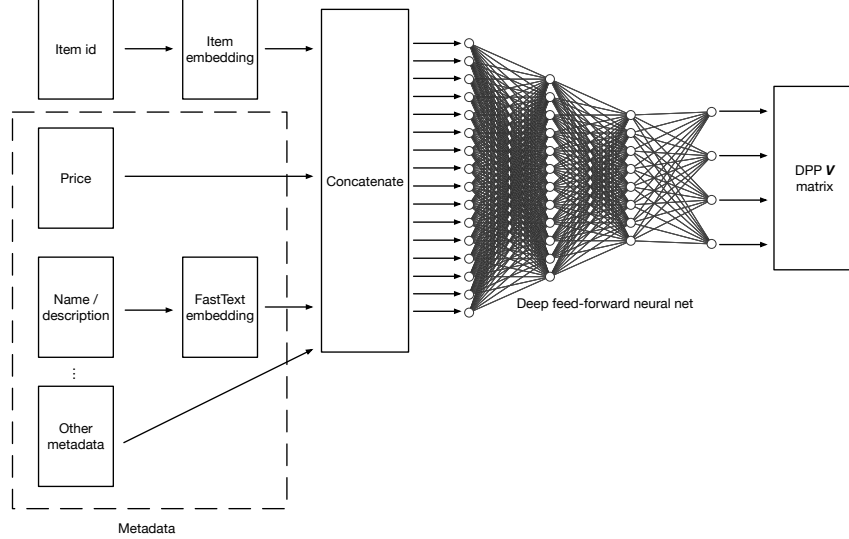 Item id
Item
embedding
Price
Concatenate
DPP V
matrix
Name /
description
FastText
embedding
Deep feed-forward neural net
...
Other
metadata
Metadata